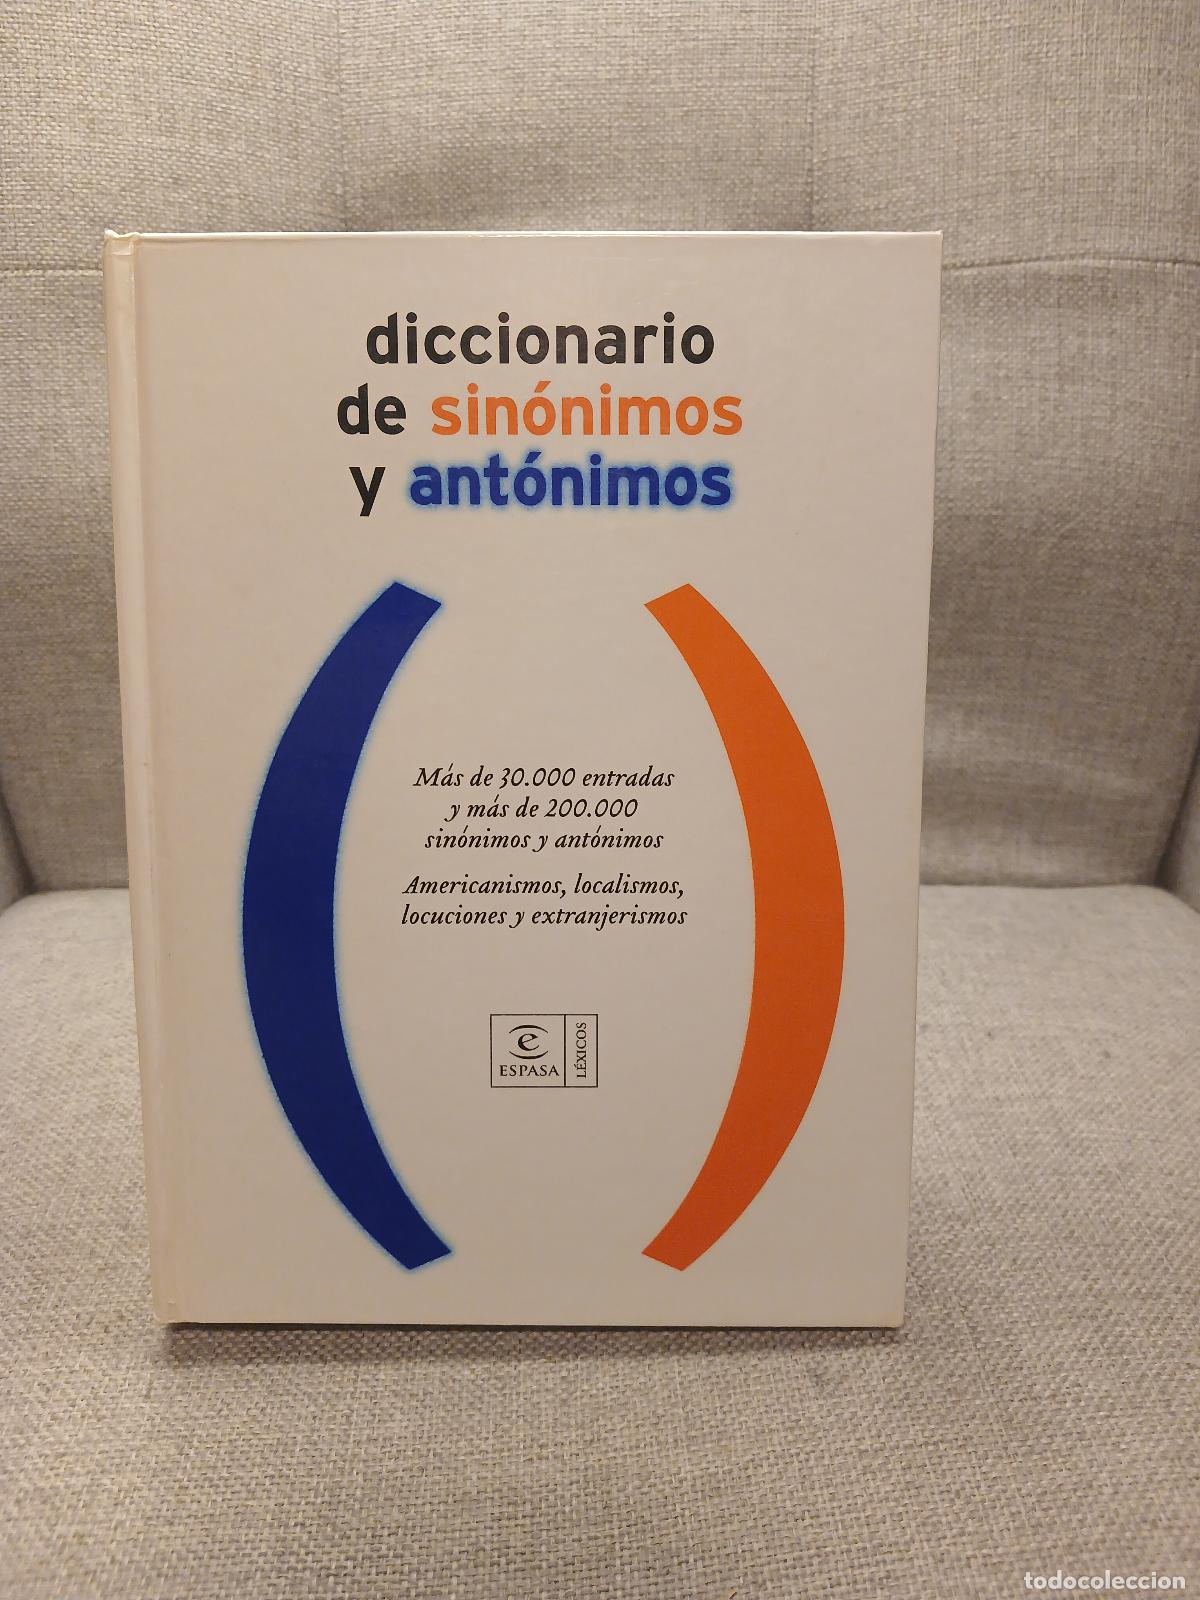 diccionario
de sinónimos
y antónimos
Más de 30.000 entradas
y más de 200.000
sinónimos y antónimos
Americanismos, localismos,
locuciones y extranjerismos
e
ESPASA
LÉXICOS
todocoleccion